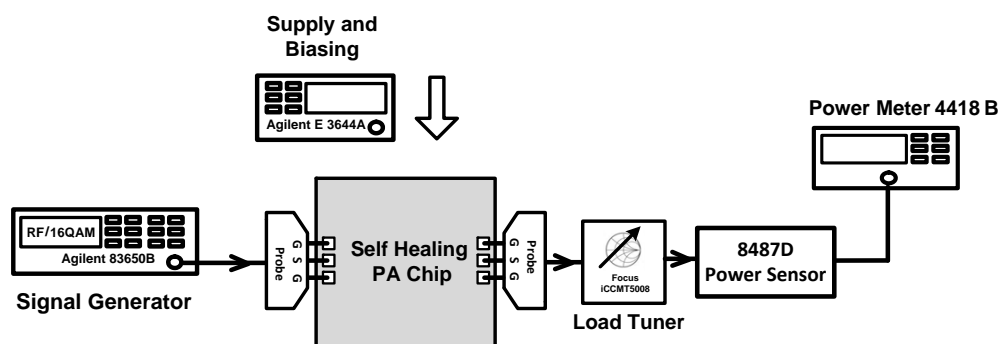 Supply and
Biasing
Agilent E 3644A
Power Meter 4418 B
RF/16QAM
Agilent 83650B
Signal Generator
G
S
G
Probe
Self Healing
PA Chip
G
S
G
Probe
Focus
iCCMT5008
Load Tuner
8487D
Power Sensor